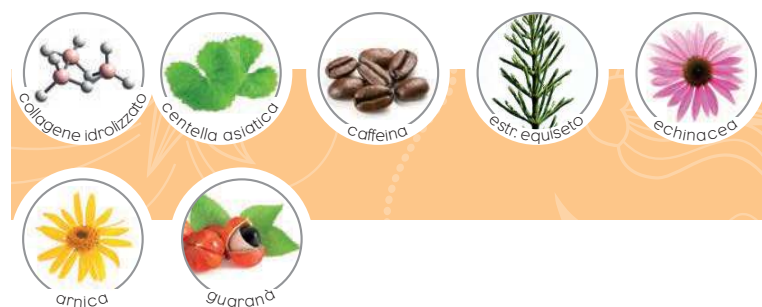 collagene idrolizzato
centella asiatica
caffeina
estr. equiseto
echinacea
arnica
guaranà